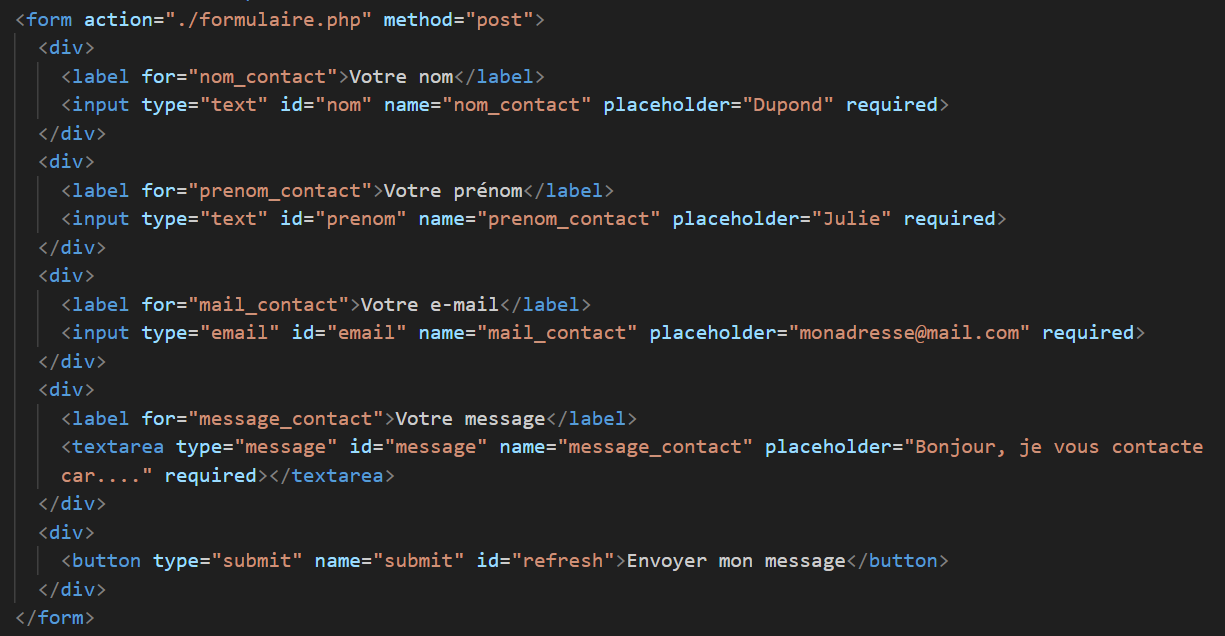 <form action="./formulaire.php" method="post">
<div>
<label for="nom_contact">Votre nom</label>
<input type="text" id="nom" name="nom_contact" placeholder="Dupond" required>
</div>
<div>
<label for="prenom_contact">Votre prénom</label>
<input type="text" id="prenom" name="prenom_contact" placeholder="Julie" required>
</div>
<div>
<label for="mail_contact">Votre e-mail</label>
<input type="email" id="email" name="mail_contact" placeholder="monadresse@mail.com" required>
</div>
<div>
<label for="message_contact">Votre message</label>
<textarea type="message" id="message" name="message_contact" placeholder="Bonjour, je vous contacte
car...." required></textarea>
</div>
<div>
<button type="submit" name="submit" id="refresh">Envoyer mon message</button>
</div>
</form>